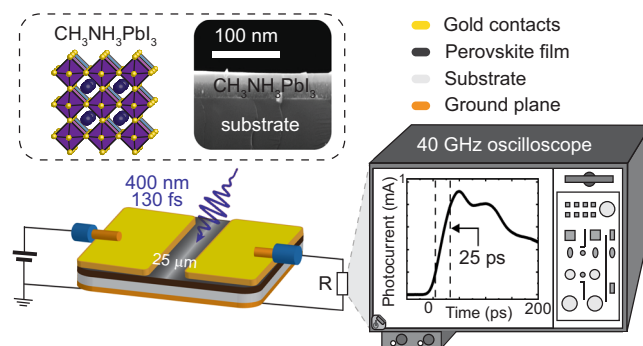 CH₃NH₃PbI₃
100 nm
CH₃NH₃PbI₃
substrate
Gold contacts
Perovskite film
Substrate
Ground plane
400 nm
130 fs
25 µm
R
40 GHz oscilloscope
Photocurrent (mA)
1
25 ps
0
Time (ps)
200